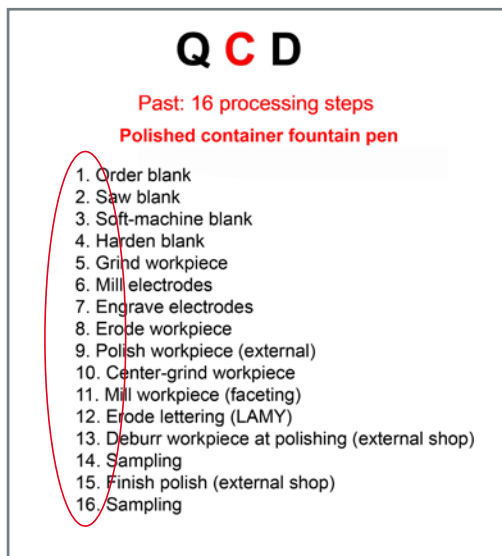 Q C D
Past: 16 processing steps
Polished container fountain pen
1. Order blank
2. Saw blank
3. Soft-machine blank
4. Harden blank
5. Grind workpiece
6. Mill electrodes
7. Engrave electrodes
8. Erode workpiece
9. Polish workpiece (external)
10. Center-grind workpiece
11. Mill workpiece (faceting)
12. Erode lettering (LAMY)
13. Deburr workpiece at polishing (external shop)
14. Sampling
15. Finish polish (external shop)
16. Sampling